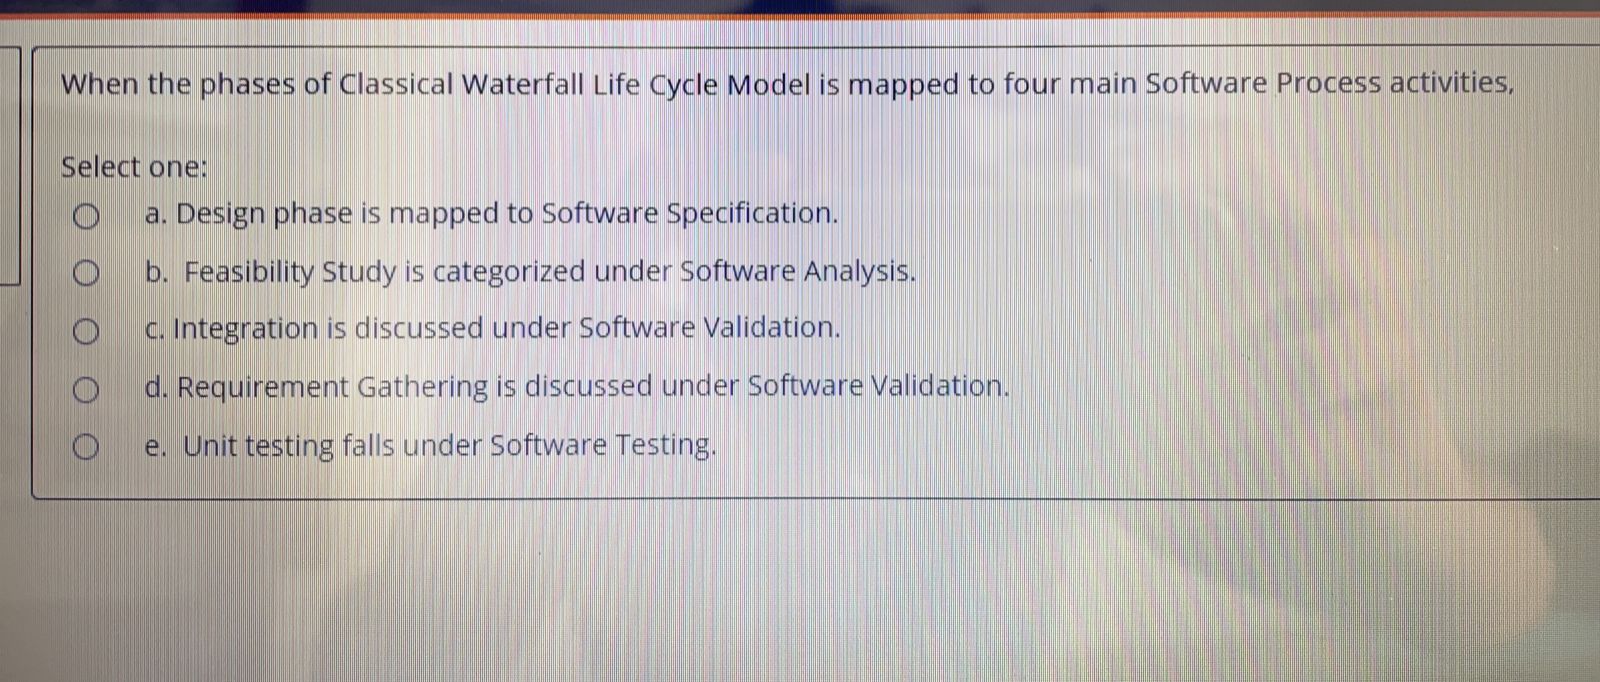 When the phases of Classical Waterfall Life Cycle Model is mapped to four main Software Process activities,
Select one:
a. Design phase is mapped to Software Specification.
b. Feasibility Study is categorized under Software Analysis.
c. Integration is discussed under Software Validation.
d. Requirement Gathering is discussed under Software Validation.
e. Unit testing falls under Software Testing.